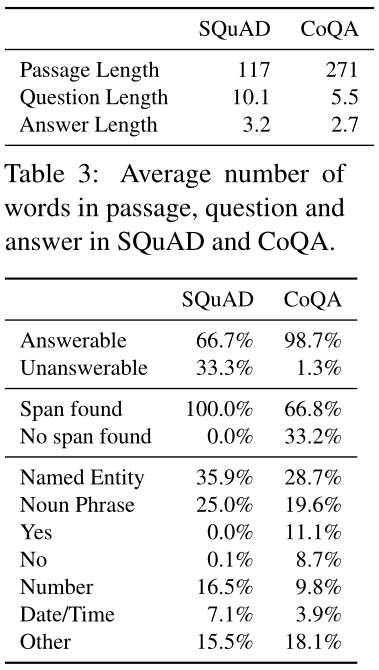 SQuAD CoQA
Passage Length 117 271
Question Length 10.1 5.5
Answer Length 3.2 2.7
Table 3: Average number of
words in passage, question and
answer in SQuAD and CoQA.
SQuAD CoQA
Answerable 66.7% 98.7%
Unanswerable 33.3% 1.3%
Span found 100.0% 66.8%
No span found 0.0% 33.2%
Named Entity 35.9% 28.7%
Noun Phrase 25.0% 19.6%
Yes 0.0% 11.1%
No 0.1% 8.7%
Number 16.5% 9.8%
Date/Time 7.1% 3.9%
Other 15.5% 18.1%